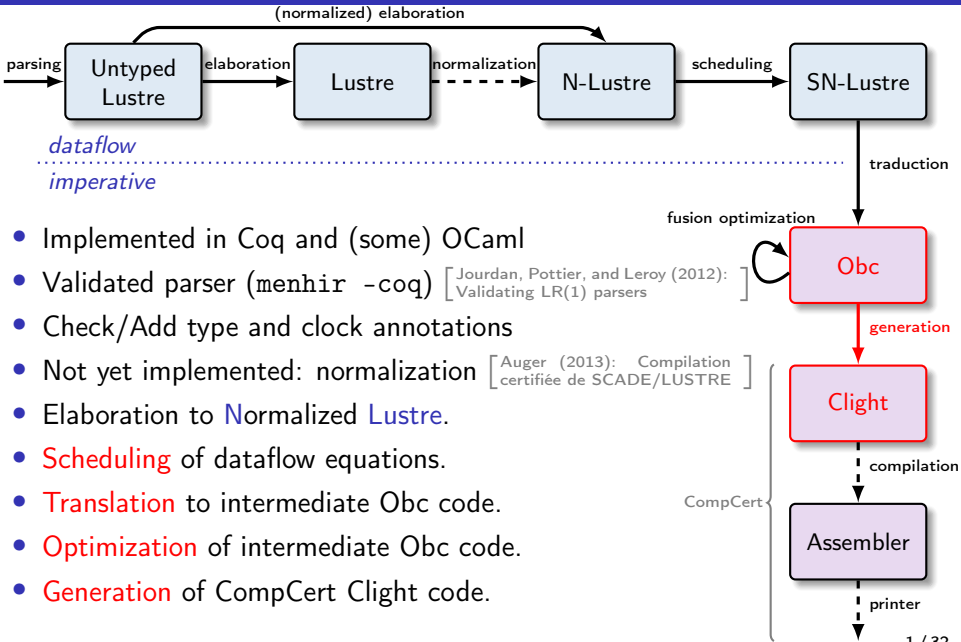 (normalized) elaboration
parsing
Untyped
Lustre
elaboration
Lustre
normalization
N-Lustre
scheduling
SN-Lustre
dataflow
imperative
traduction
fusion optimization
Obc
generation
Clight
compilation
CompCert
Assembler
printer
• Implemented in Coq and (some) OCaml
• Validated parser (menhir -coq) [Jourdan, Pottier, and Leroy (2012):
Validating LR(1) parsers]
• Check/Add type and clock annotations
• Not yet implemented: normalization [Auger (2013): Compilation
certifiée de SCADE/LUSTRE]
• Elaboration to Normalized Lustre.
• Scheduling of dataflow equations.
• Translation to intermediate Obc code.
• Optimization of intermediate Obc code.
• Generation of CompCert Clight code.
1 / 32